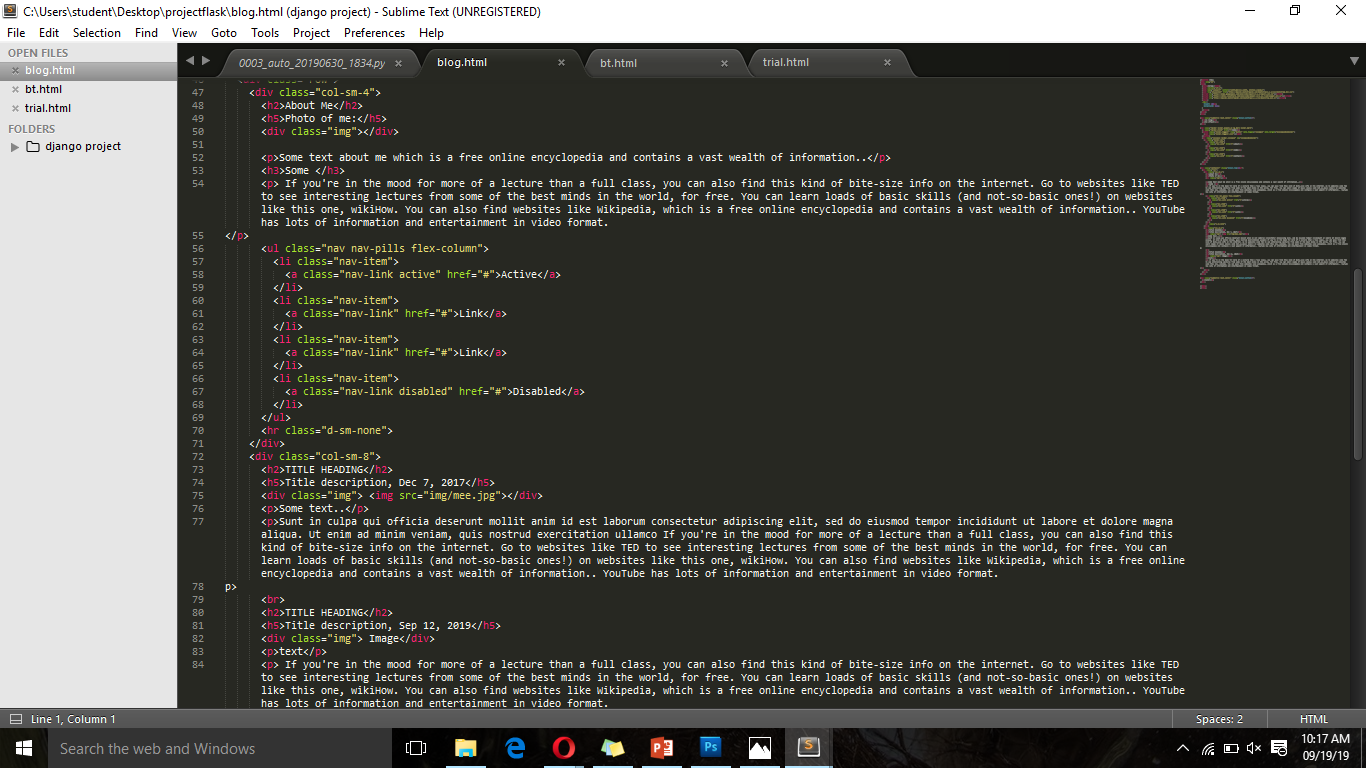 C:\Users\student\Desktop\projectflask\blog.html (django project) - Sublime Text (UNREGISTERED)
File Edit Selection Find View Goto Tools Project Preferences Help
OPEN FILES
blog.html
bt.html
trial.html
FOLDERS
django project
0003_auto_20190630_1834.py blog.html bt.html trial.html
47 <div class="col-sm-4">
48 <h2>About Me</h2>
49 <h5>Photo of me:</h5>
50 <div class="img"></div>
51
52 <p>Some text about me which is a free online encyclopedia and contains a vast wealth of information..</p>
53 <h3>Some </h3>
54 <p> If you're in the mood for more of a lecture than a full class, you can also find this kind of bite-size info on the internet. Go to websites like TED
to see interesting lectures from some of the best minds in the world, for free. You can learn loads of basic skills (and not-so-basic ones!) on websites
like this one, wikiHow. You can also find websites like Wikipedia, which is a free online encyclopedia and contains a vast wealth of information.. YouTube
has lots of information and entertainment in video format.
55 </p>
56 <ul class="nav nav-pills flex-column">
57 <li class="nav-item">
58 <a class="nav-link active" href="#">Active</a>
59 </li>
60 <li class="nav-item">
61 <a class="nav-link" href="#">Link</a>
62 </li>
63 <li class="nav-item">
64 <a class="nav-link" href="#">Link</a>
65 </li>
66 <li class="nav-item">
67 <a class="nav-link disabled" href="#">Disabled</a>
68 </li>
69 </ul>
70 <hr class="d-sm-none">
71 </div>
72 <div class="col-sm-8">
73 <h2>TITLE HEADING</h2>
74 <h5>Title description, Dec 7, 2017</h5>
75 <div class="img"> <img src="img/mee.jpg"></div>
76 <p>Some text..</p>
77 <p>Sunt in culpa qui officia deserunt mollit anim id est laborum consectetur adipiscing elit, sed do eiusmod tempor incididunt ut labore et dolore magna
aliqua. Ut enim ad minim veniam, quis nostrud exercitation ullamco If you're in the mood for more of a lecture than a full class, you can also find this
kind of bite-size info on the internet. Go to websites like TED to see interesting lectures from some of the best minds in the world, for free. You can
learn loads of basic skills (and not-so-basic ones!) on websites like this one, wikiHow. You can also find websites like Wikipedia, which is a free online
encyclopedia and contains a vast wealth of information.. YouTube has lots of information and entertainment in video format.
78 p>
79 <br>
80 <h2>TITLE HEADING</h2>
81 <h5>Title description, Sep 12, 2019</h5>
82 <div class="img"> Image</div>
83 <p>text</p>
84 <p> If you're in the mood for more of a lecture than a full class, you can also find this kind of bite-size info on the internet. Go to websites like TED
to see interesting lectures from some of the best minds in the world, for free. You can learn loads of basic skills (and not-so-basic ones!) on websites
like this one, wikiHow. You can also find websites like Wikipedia, which is a free online encyclopedia and contains a vast wealth of information.. YouTube
has lots of information and entertainment in video format.
Line 1, Column 1 Spaces: 2 HTML
Search the web and Windows
10:17 AM
09/19/19